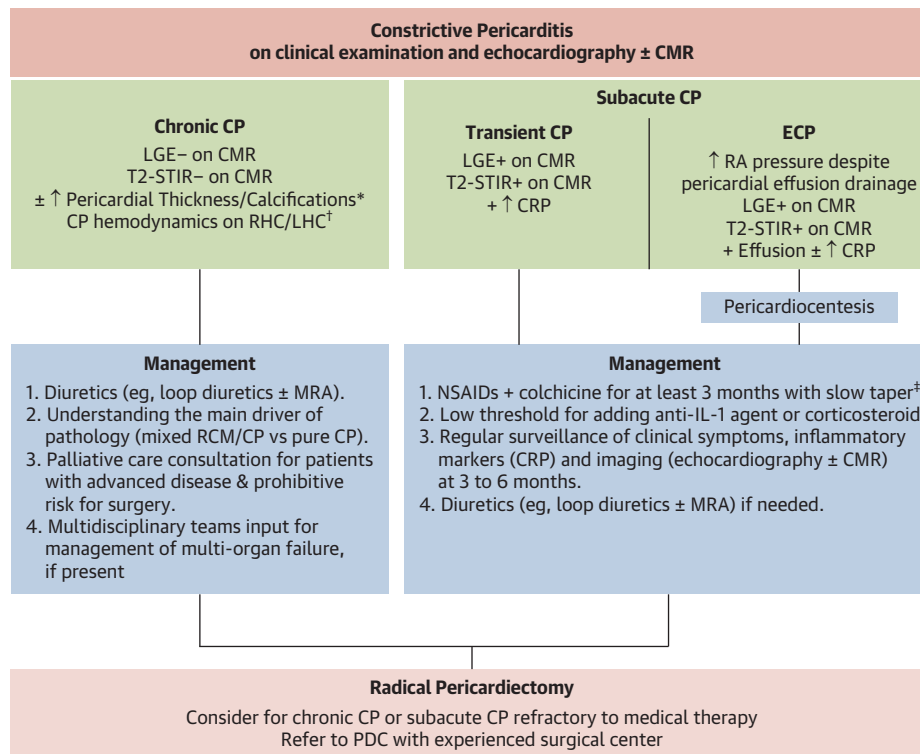 Constrictive Pericarditis
on clinical examination and echocardiography ± CMR
Chronic CP
LGE– on CMR
T2-STIR– on CMR
± ↑ Pericardial Thickness/Calcifications*
CP hemodynamics on RHC/LHC†
Subacute CP
Transient CP
LGE+ on CMR
T2-STIR+ on CMR
+ ↑ CRP
ECP
↑ RA pressure despite
pericardial effusion drainage
LGE+ on CMR
T2-STIR+ on CMR
+ Effusion ± ↑ CRP
Pericardiocentesis
Management
1. Diuretics (eg, loop diuretics ± MRA).
2. Understanding the main driver of
pathology (mixed RCM/CP vs pure CP).
3. Palliative care consultation for patients
with advanced disease & prohibitive
risk for surgery.
4. Multidisciplinary teams input for
management of multi-organ failure,
if present
Management
1. NSAIDs + colchicine for at least 3 months with slow taper‡
2. Low threshold for adding anti-IL-1 agent or corticosteroid
3. Regular surveillance of clinical symptoms, inflammatory
markers (CRP) and imaging (echocardiography ± CMR)
at 3 to 6 months.
4. Diuretics (eg, loop diuretics ± MRA) if needed.
Radical Pericardiectomy
Consider for chronic CP or subacute CP refractory to medical therapy
Refer to PDC with experienced surgical center